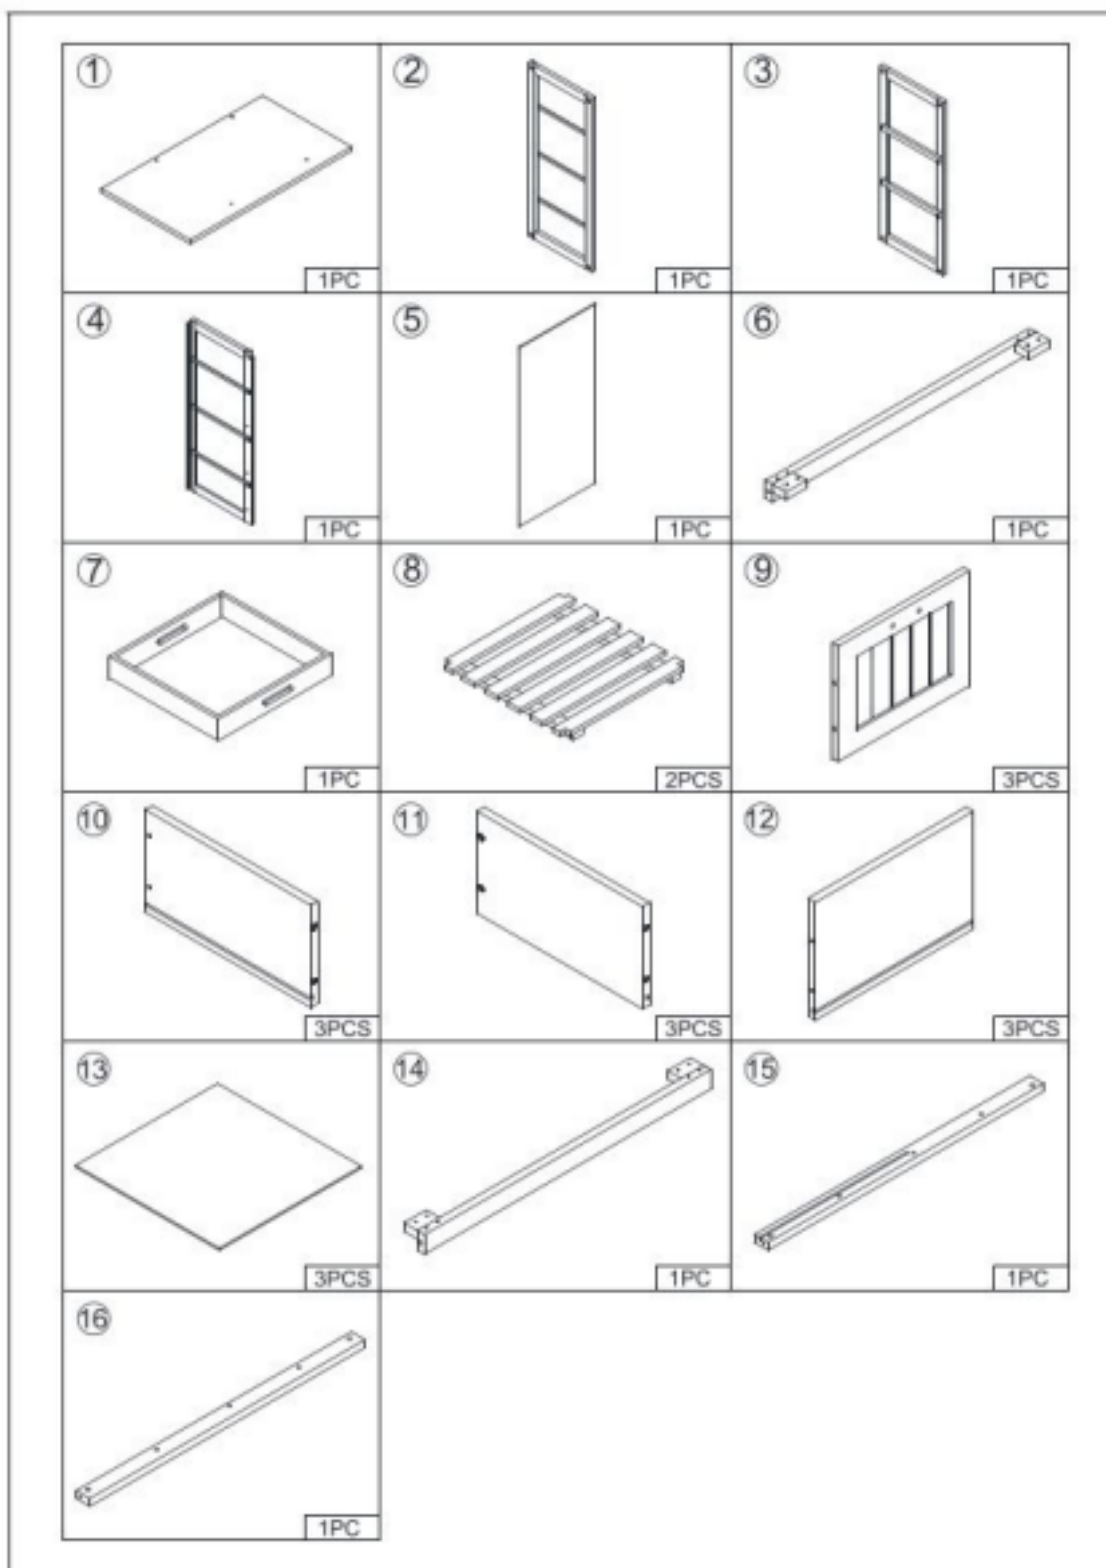 ① ② ③
1PC 1PC 1PC
④ ⑤ ⑥
1PC 1PC 1PC
⑦ ⑧ ⑨
1PC 2PCS 3PCS
⑩ ⑪ ⑫
3PCS 3PCS 3PCS
⑬ ⑭ ⑮
3PCS 1PC 1PC
⑯
1PC